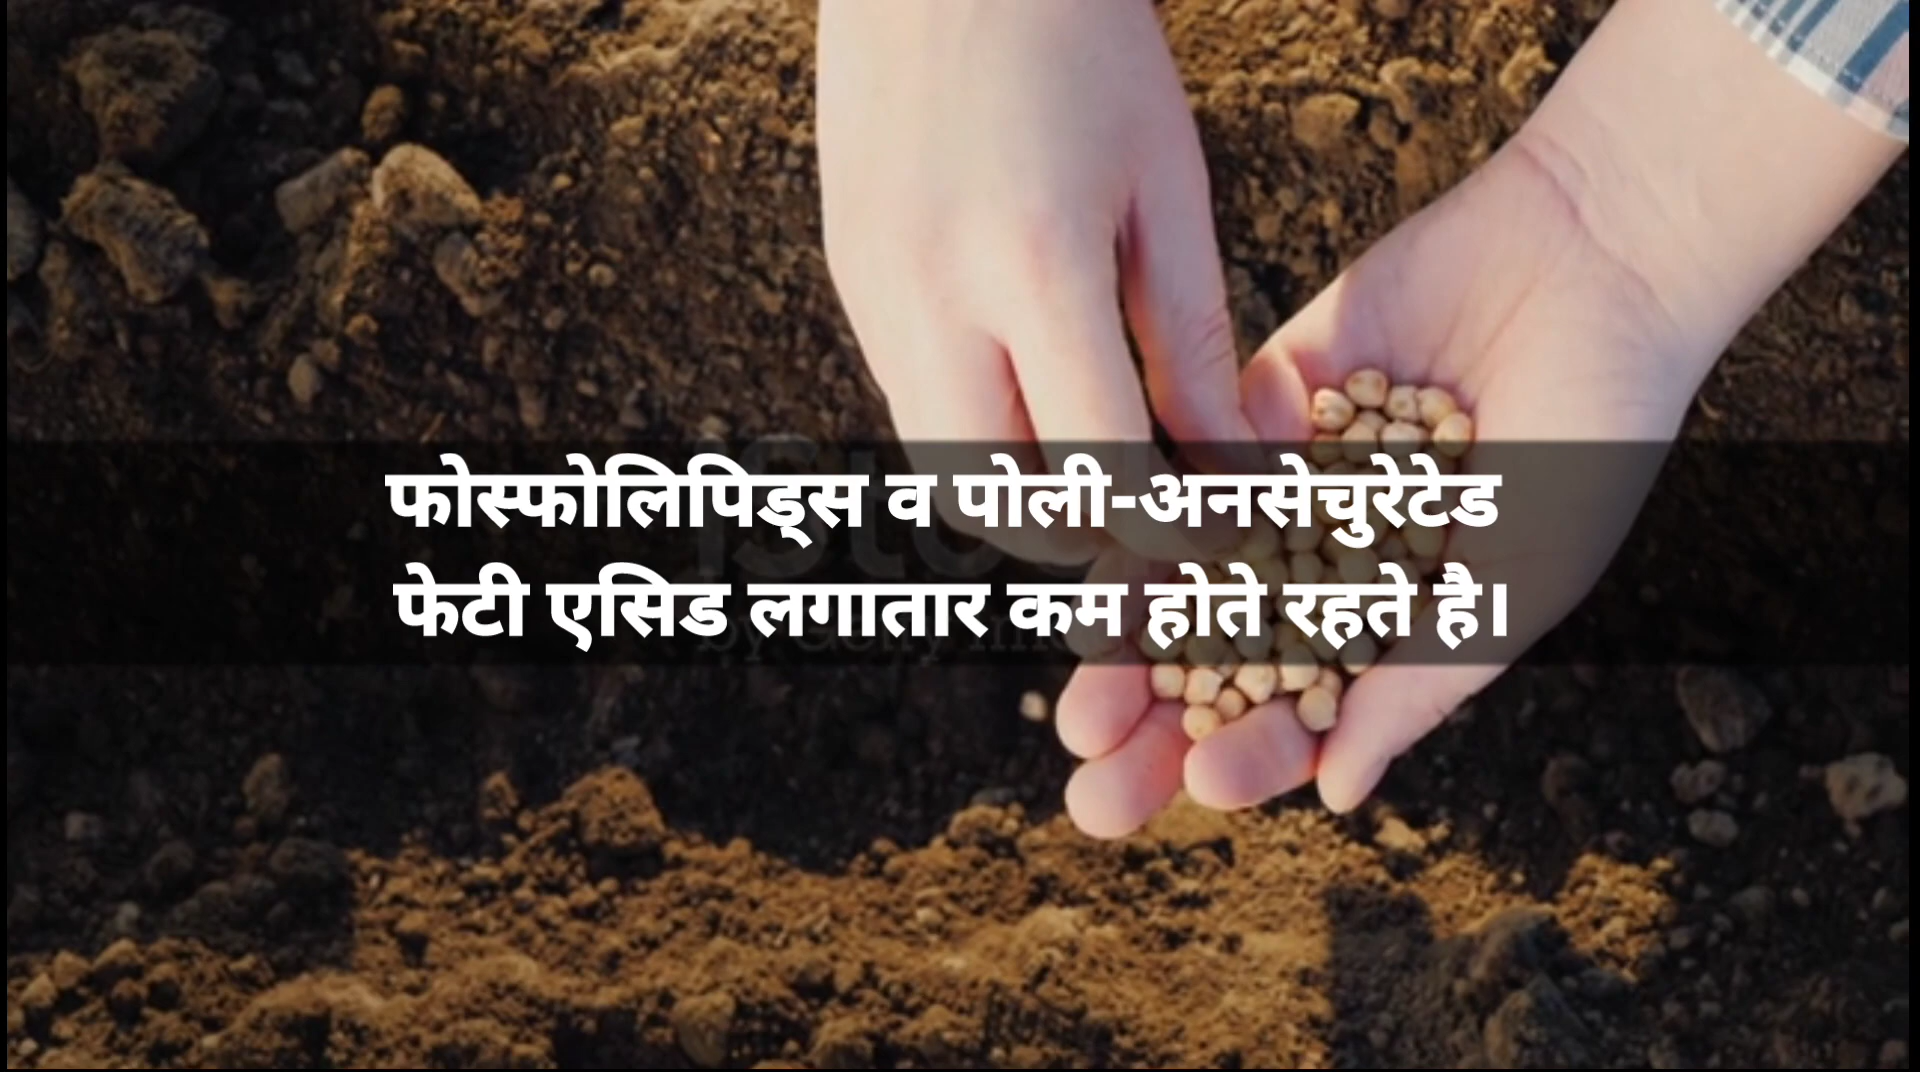 फोस्फोलिपिड्स व पोली-अनसेचुरेटेड
फेटी एसिड लगातार कम होते रहते है।